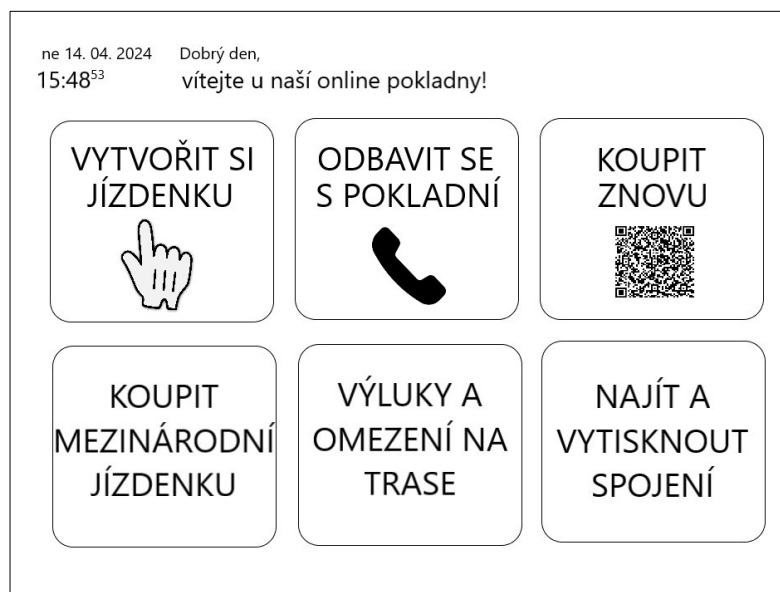 ne 14. 04. 2024
Dobrý den,
15:48⁵³
vítejte u naší online pokladny!
VYTVOŘIT SI
JÍZDENKU
ODBAVIT SE
S POKLADNÍ
KOUPIT
ZNOVU
KOUPIT
MEZINÁRODNÍ
JÍZDENKU
VÝLUKY A
OMEZENÍ NA
TRASE
NAJÍT A
VYTISKNOUT
SPOJENÍ